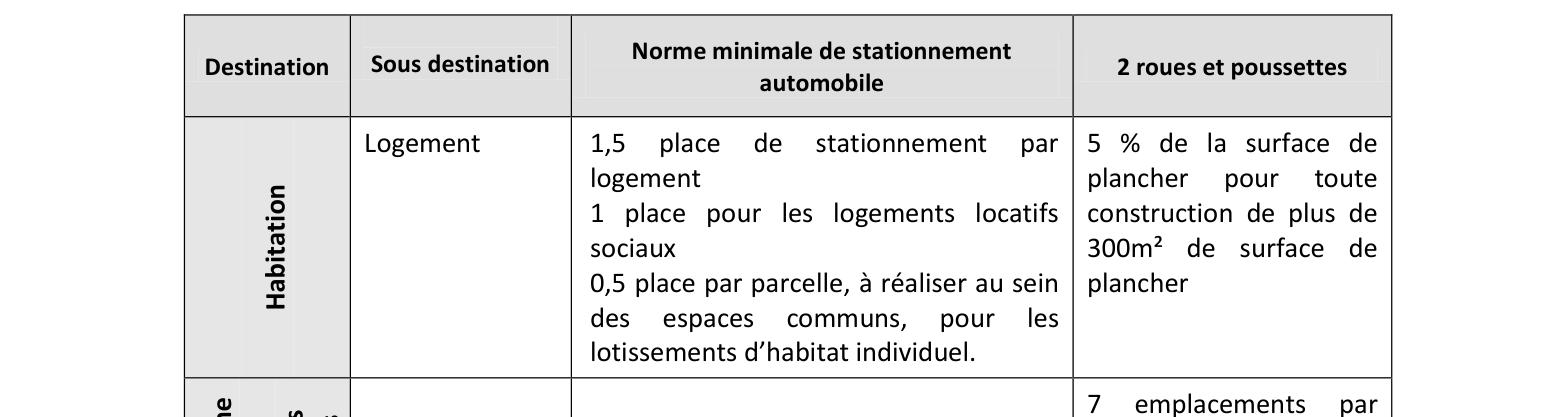 Destination
Sous destination
Norme minimale de stationnement
automobile
2 roues et poussettes
Habitation
Logement
1,5 place de stationnement par
logement
1 place pour les logements locatifs
sociaux
0,5 place par parcelle, à réaliser au sein
des espaces communs, pour les
lotissements d’habitat individuel.
5 % de la surface de
plancher pour toute
construction de plus de
300m² de surface de
plancher
7 emplacements par